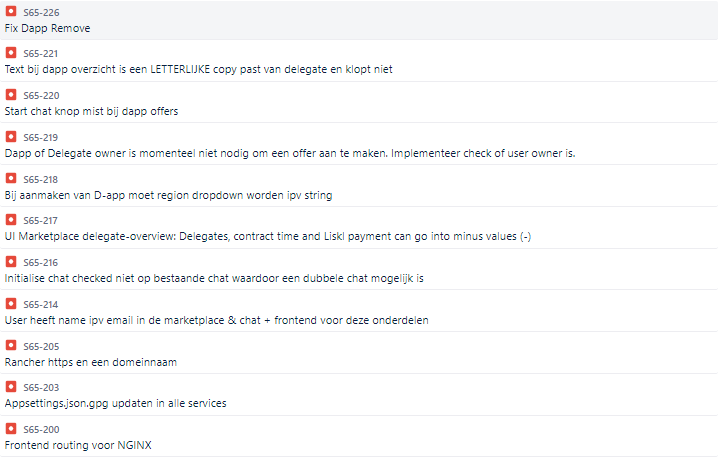 S65-226
Fix Dapp Remove
S65-221
Text bij dapp overzicht is een LETTERLIJKE copy past van delegate en klopt niet
S65-220
Start chat knop mist bij dapp offers
S65-219
Dapp of Delegate owner is momenteel niet nodig om een offer aan te maken. Implementeer check of user owner is.
S65-218
Bij aanmaken van D-app moet region dropdown worden ipv string
S65-217
UI Marketplace delegate-overview: Delegates, contract time and Liskl payment can go into minus values (-)
S65-216
Initialise chat checked niet op bestaande chat waardoor een dubbele chat mogelijk is
S65-214
User heeft name ipv email in de marketplace & chat + frontend voor deze onderdelen
S65-205
Rancher https en een domeinnaam
S65-203
Appsettings.json.gpg updaten in alle services
S65-200
Frontend routing voor NGINX